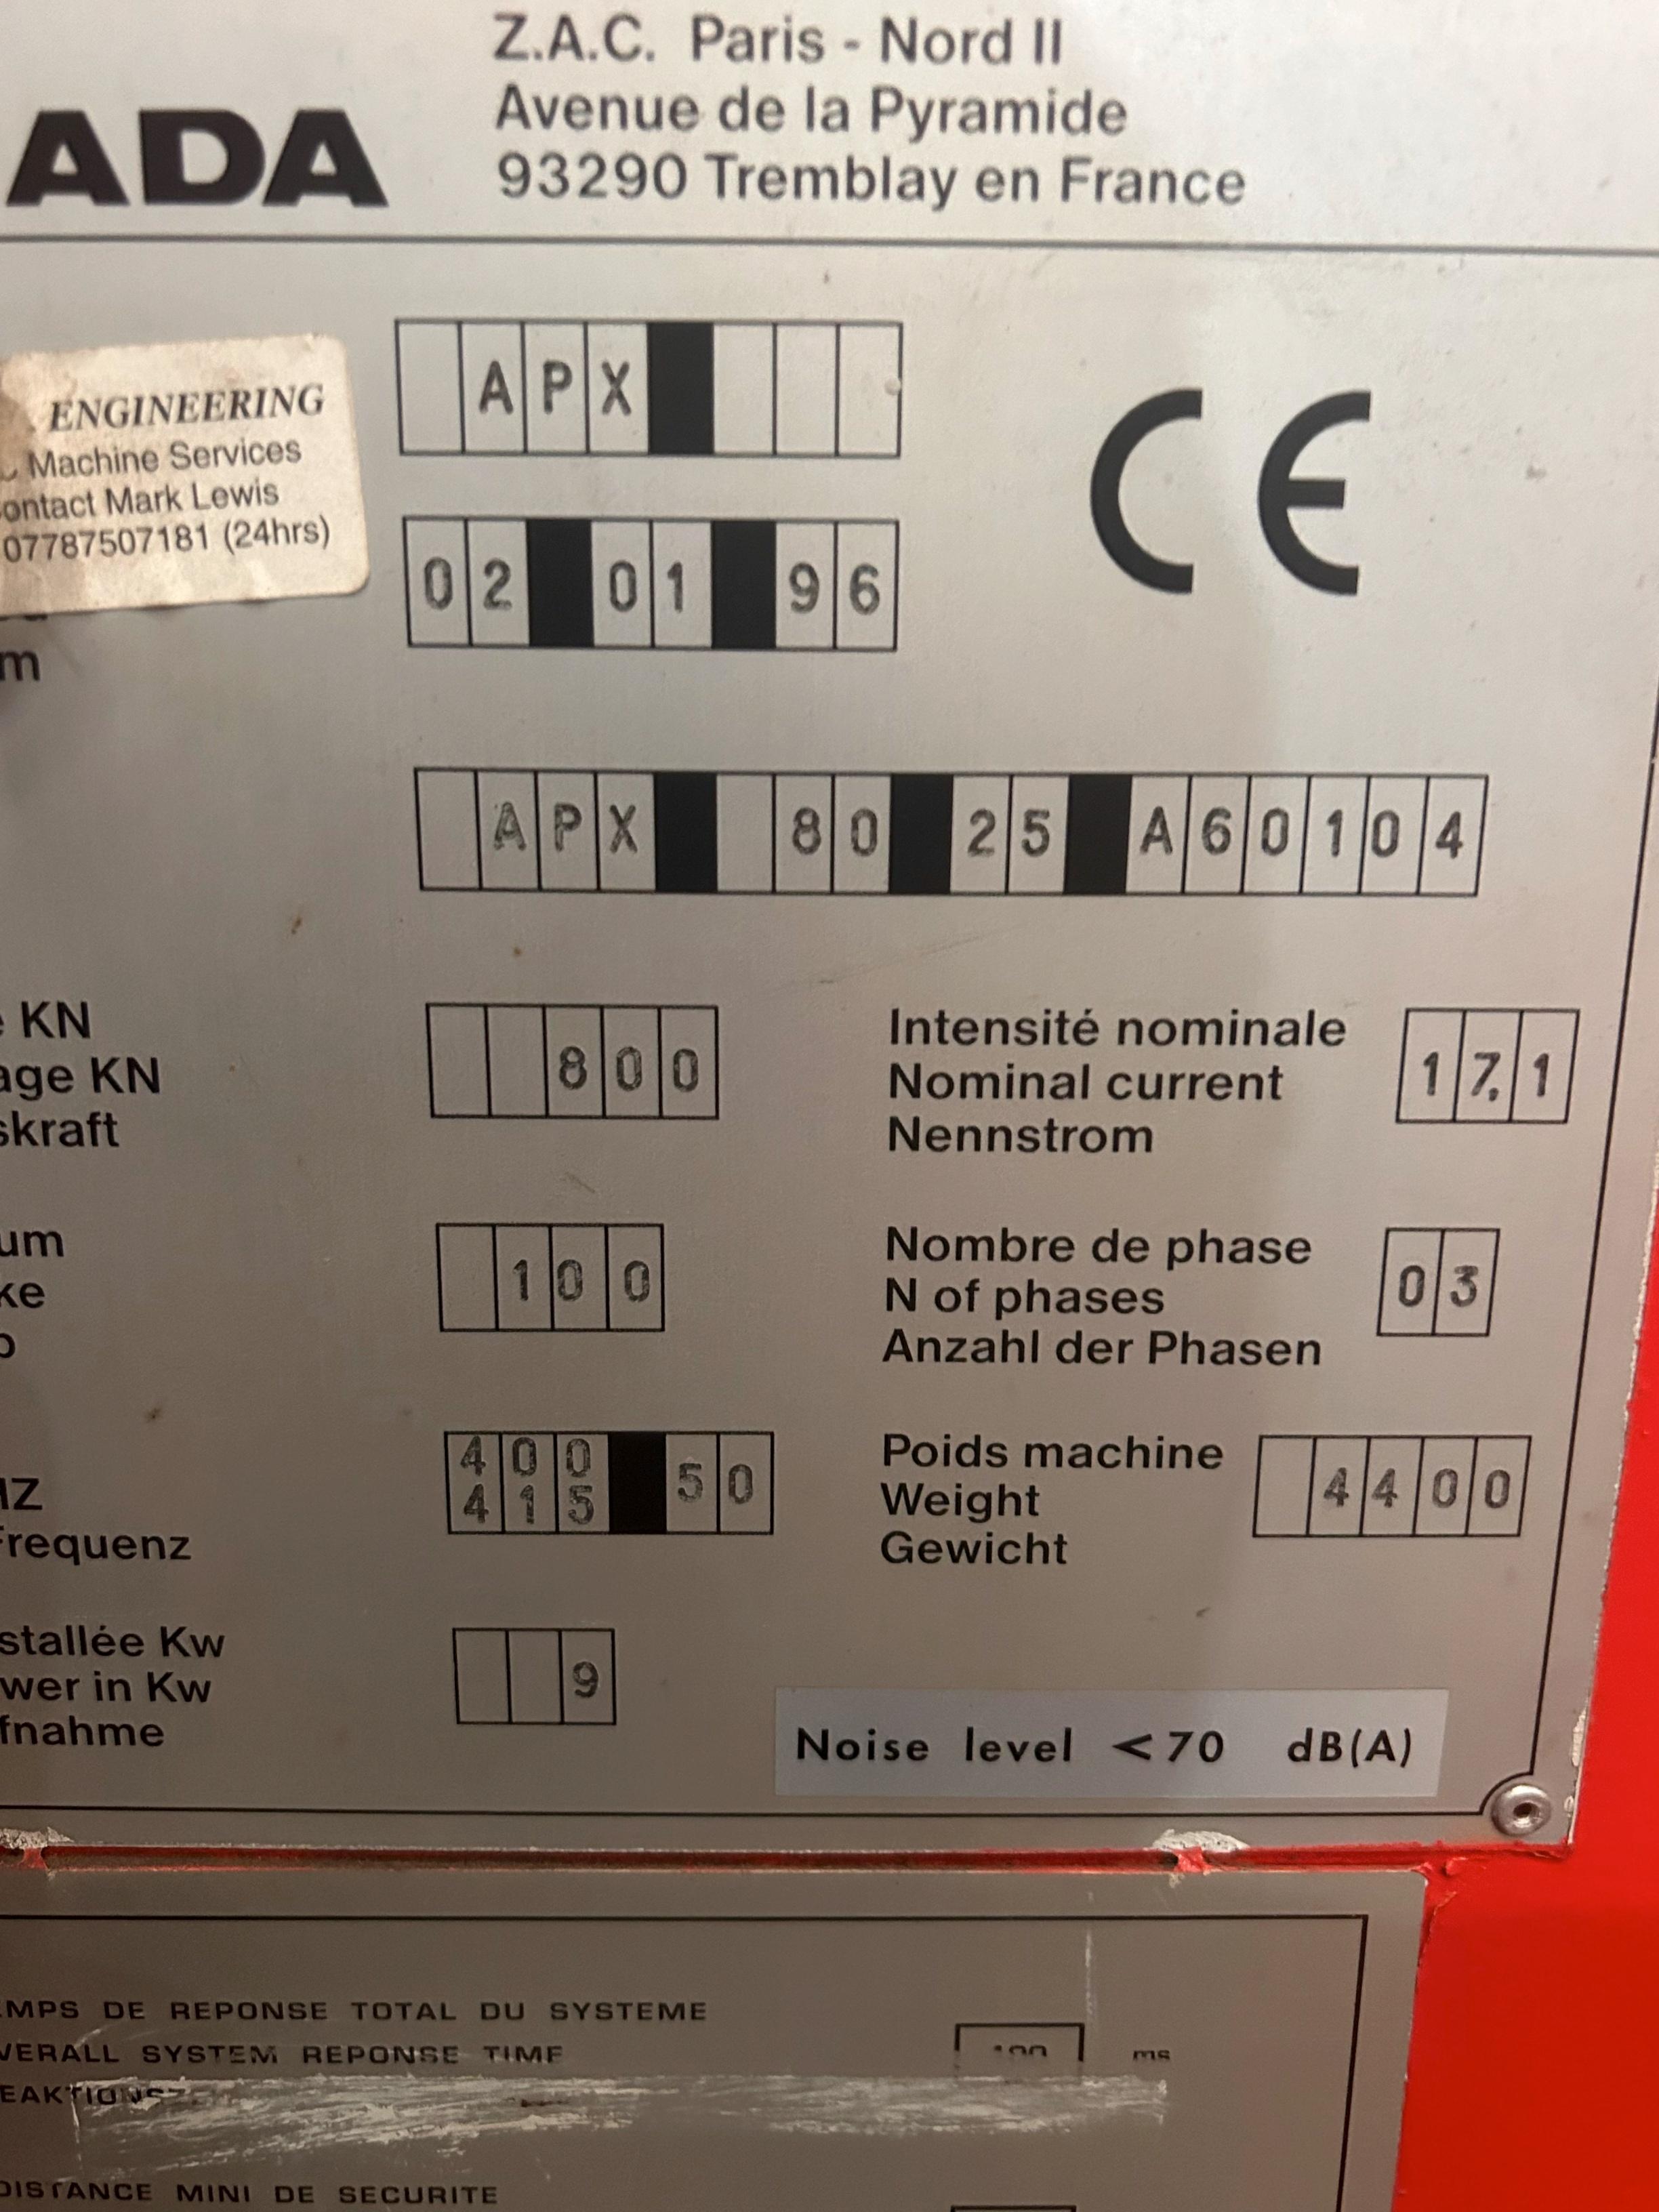 Z.A.C. Paris - Nord II
ADA
Avenue de la Pyramide
93290 Tremblay en France
APX
ENGINEERING
Machine Services
ontact Mark Lewis
07787507181 (24hrs)
02 01 96
m
CE
APX 80 25 A60104
KN
age KN
skraft
800
Intensité nominale
Nominal current
Nennstrom
17,1
um
ke
100
Nombre de phase
N of phases
Anzahl der Phasen
03
HZ
Frequenz
400
415
50
Poids machine
Weight
Gewicht
4400
stallée Kw
wer in Kw
fnahme
9
Noise level <70 dB(A)
EMPS DE REPONSE TOTAL DU SYSTEME
VERALL SYSTEM REPONSE TIME
ms
EAKTIONSZ
DISTANCE MINI DE SECURITE